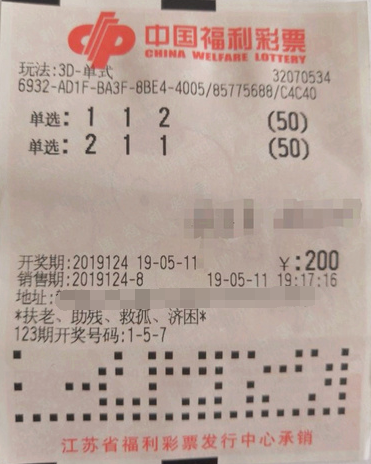 中国福利彩票
CHINA WELFARE LOTTERY
玩法:3D-单式 32070534
6932-AD1F-BA3F-8BE4-4005/85775688/C4C40
单选: 1 1 2 (50)
单选: 2 1 1 (50)
开奖期:2019124 19-05-11 ¥:200
销售期:2019124-8 19-05-11 19:17:16
地址:
*扶老、助残、救孤、济困*
123期开奖号码:1-5-7
江苏省福利彩票发行中心承销